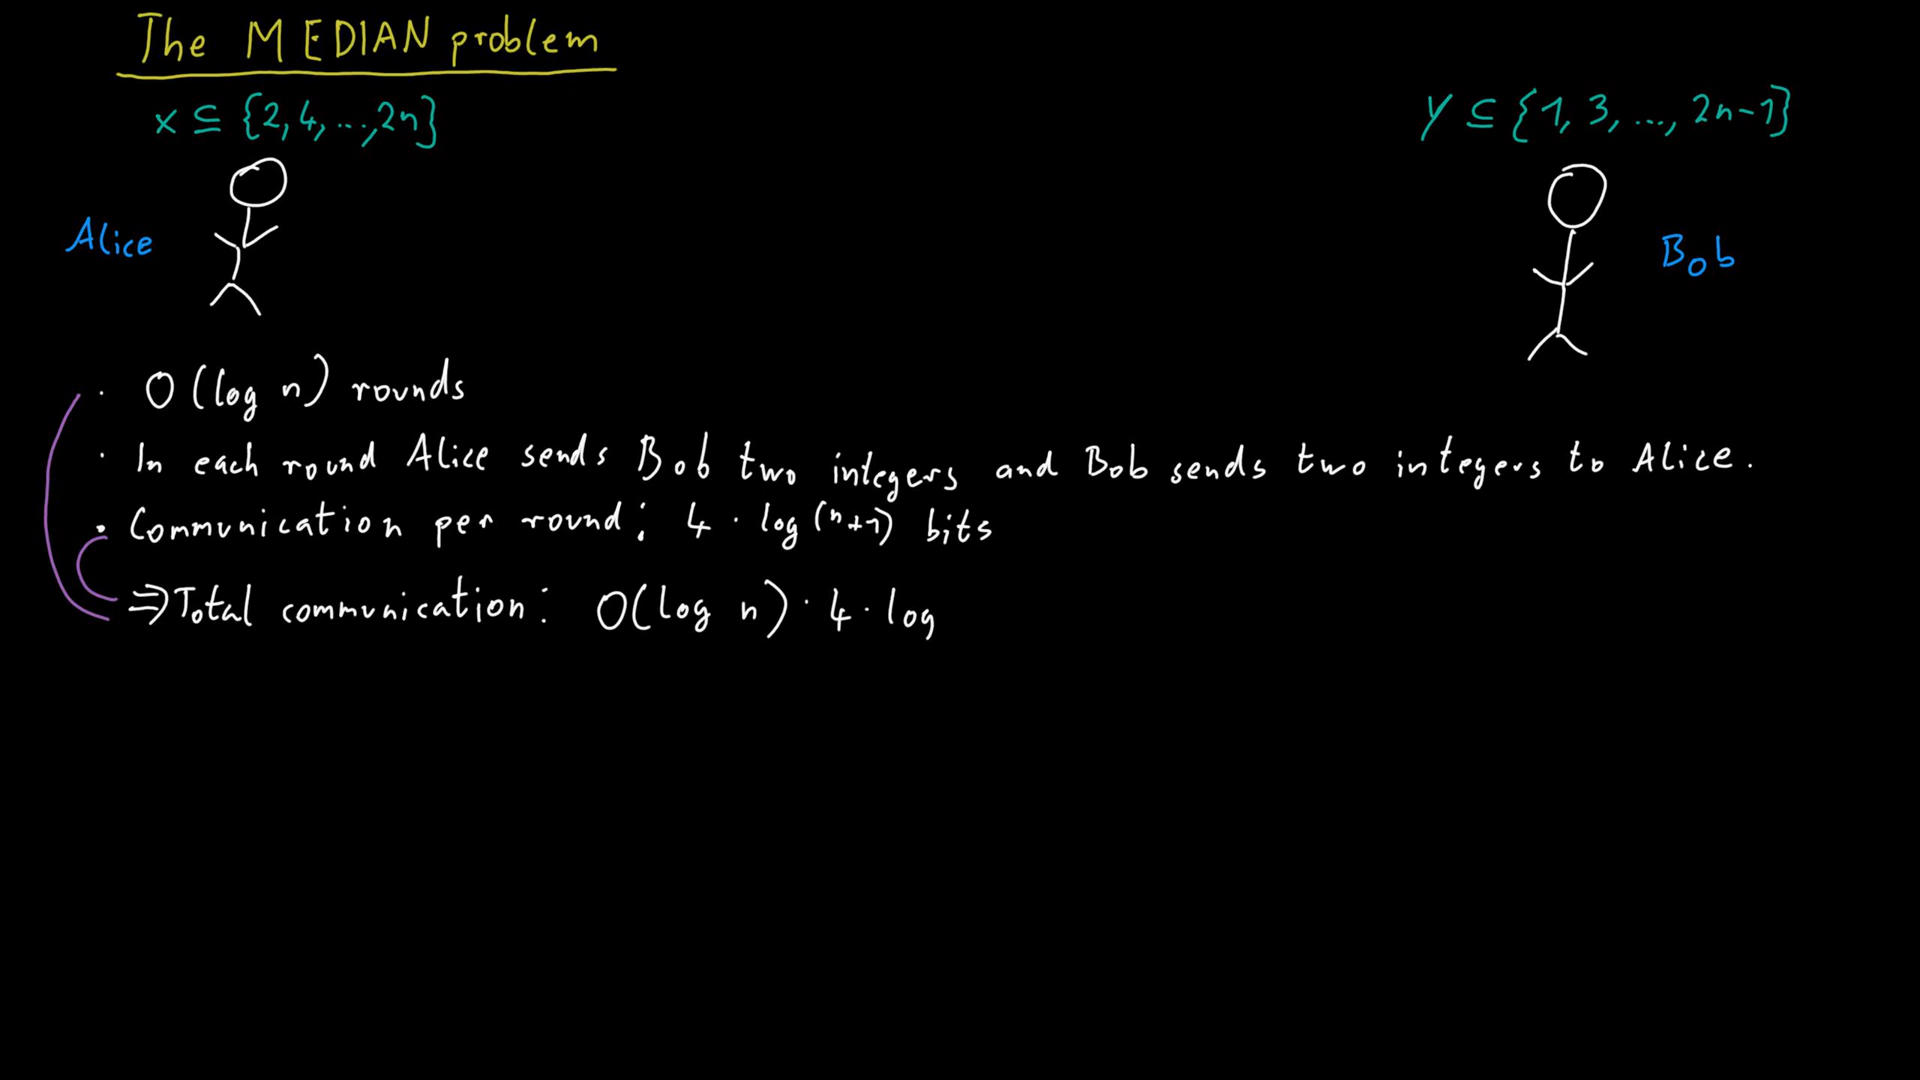 The MEDIAN problem
x ⊆ {2,4,...,2n}
y ⊆ {1, 3, ..., 2n-1}
Alice
Bob
· O(log n) rounds
· In each round Alice sends Bob two integers and Bob sends two integers to Alice.
· Communication per round: 4 · log(n+1) bits
⇒ Total communication: O(log n) · 4 · log